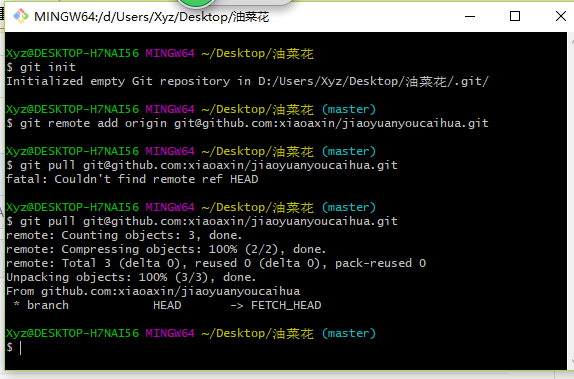 MINGW64:/d/Users/Xyz/Desktop/油菜花
Xyz@DESKTOP-H7NAI56 MINGW64 ~/Desktop/油菜花
$ git init
Initialized empty Git repository in D:/Users/Xyz/Desktop/油菜花/.git/
Xyz@DESKTOP-H7NAI56 MINGW64 ~/Desktop/油菜花 (master)
$ git remote add origin git@github.com:xiaoaxin/jiaoyuanyoucaihua.git
Xyz@DESKTOP-H7NAI56 MINGW64 ~/Desktop/油菜花 (master)
$ git pull git@github.com:xiaoaxin/jiaoyuanyoucaihua.git
fatal: Couldn't find remote ref HEAD
Xyz@DESKTOP-H7NAI56 MINGW64 ~/Desktop/油菜花 (master)
$ git pull git@github.com:xiaoaxin/jiaoyuanyoucaihua.git
remote: Counting objects: 3, done.
remote: Compressing objects: 100% (2/2), done.
remote: Total 3 (delta 0), reused 0 (delta 0), pack-reused 0
Unpacking objects: 100% (3/3), done.
From github.com:xiaoaxin/jiaoyuanyoucaihua
 * branch            HEAD       -> FETCH_HEAD
Xyz@DESKTOP-H7NAI56 MINGW64 ~/Desktop/油菜花 (master)
$